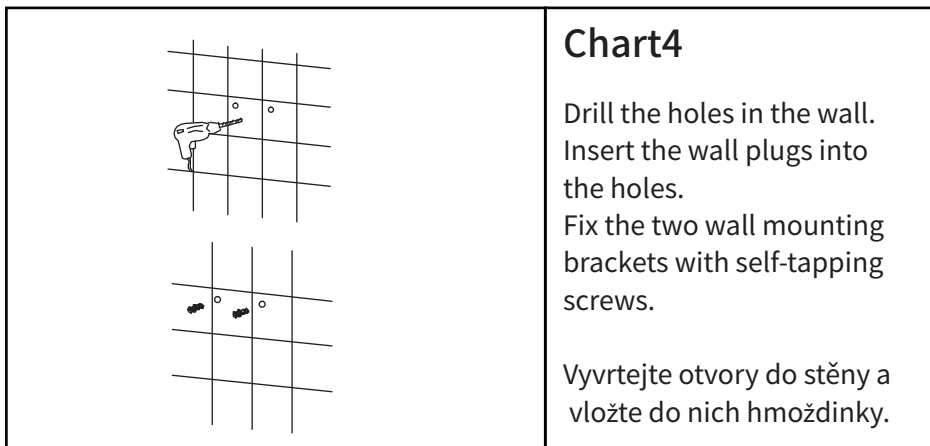 Chart4
Drill the holes in the wall.
Insert the wall plugs into
the holes.
Fix the two wall mounting
brackets with self-tapping
screws.
Vyvrtejte otvory do stěny a
vložte do nich hmoždinky.